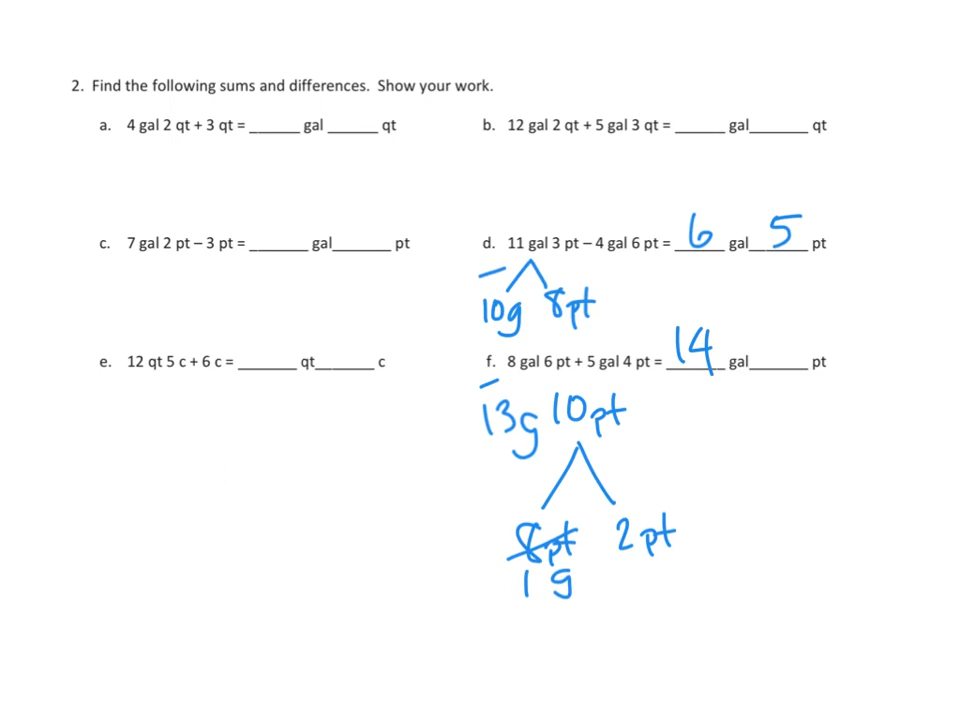 2. Find the following sums and differences. Show your work.
a. 4 gal 2 qt + 3 qt = ______ gal ______ qt
b. 12 gal 2 qt + 5 gal 3 qt = ______ gal______ qt
c. 7 gal 2 pt – 3 pt = _______ gal_______ pt
d. 11 gal 3 pt – 4 gal 6 pt = 6 gal 5 pt
10g 8pt
e. 12 qt 5 c + 6 c = _______ qt_______ c
f. 8 gal 6 pt + 5 gal 4 pt = 14 gal_______ pt
13g 10pt
8pt 2pt
1g